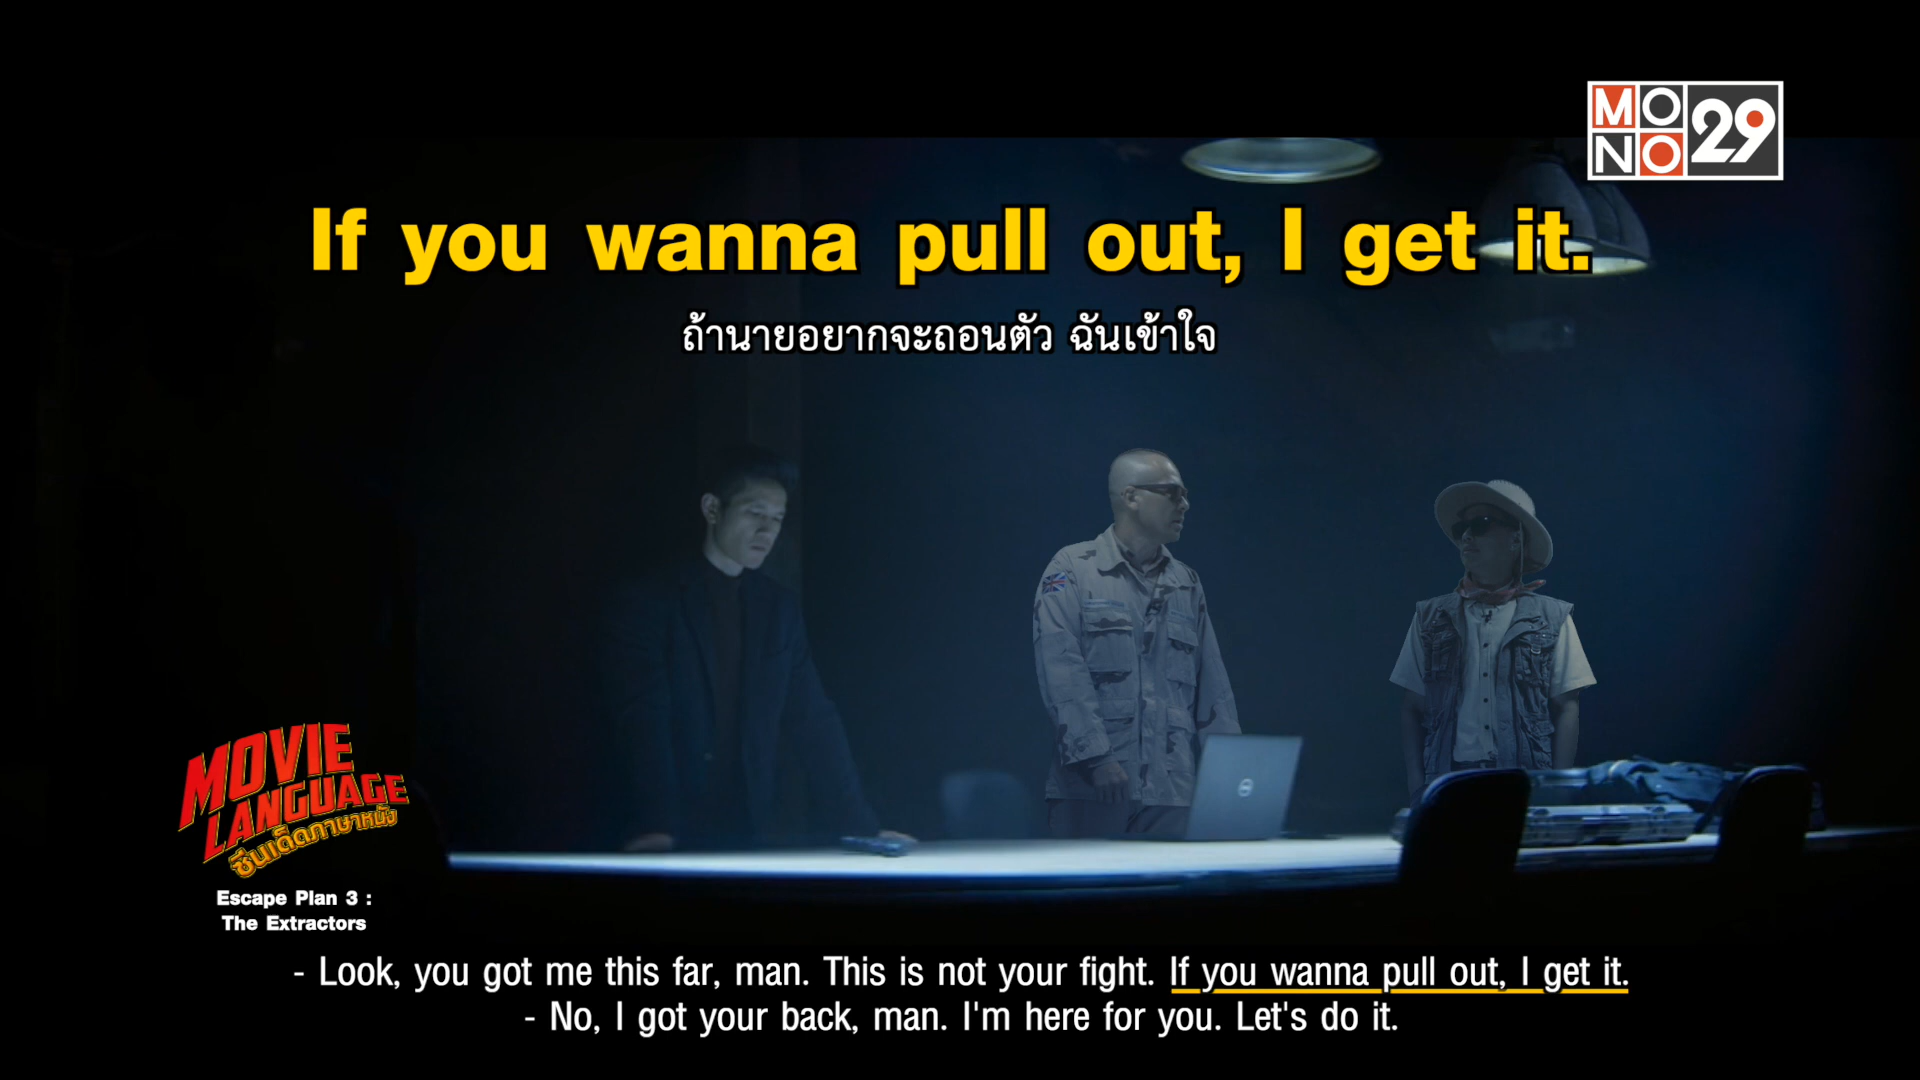 MONO 29
If you wanna pull out, I get it.
ถ้านายอยากจะถอนตัว ฉันเข้าใจ
MOVIE
LANGUAGE
ซีนเด็ดภาษาหนัง
Escape Plan 3 :
The Extractors
- Look, you got me this far, man. This is not your fight. If you wanna pull out, I get it.
- No, I got your back, man. I'm here for you. Let's do it.